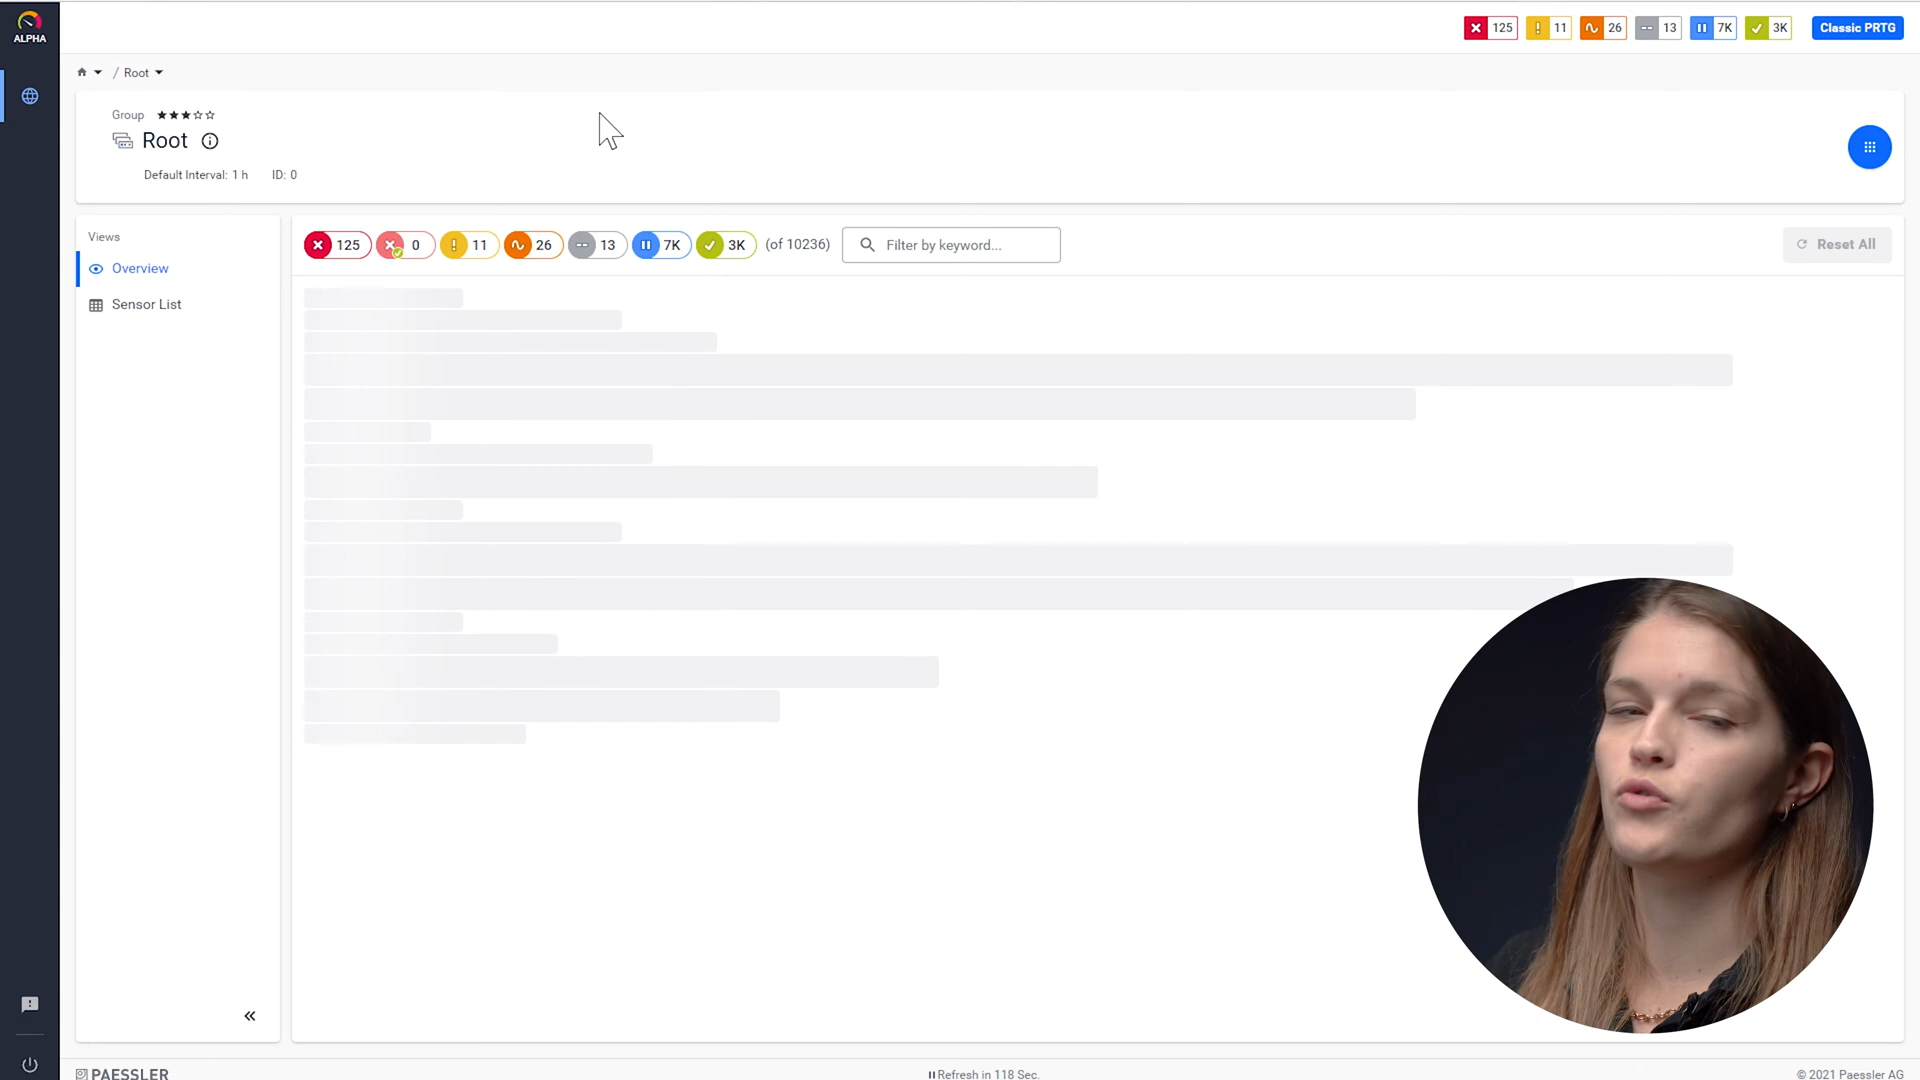 ALPHA
125 11 26 13 7K 3K Classic PRTG
/ Root
Group
Root
Default Interval: 1 h ID: 0
Views
Overview
Sensor List
125 0 11 26 13 7K 3K (of 10236) Filter by keyword... Reset All
PAESSLER
Refresh in 118 Sec.
© 2021 Paessler AG